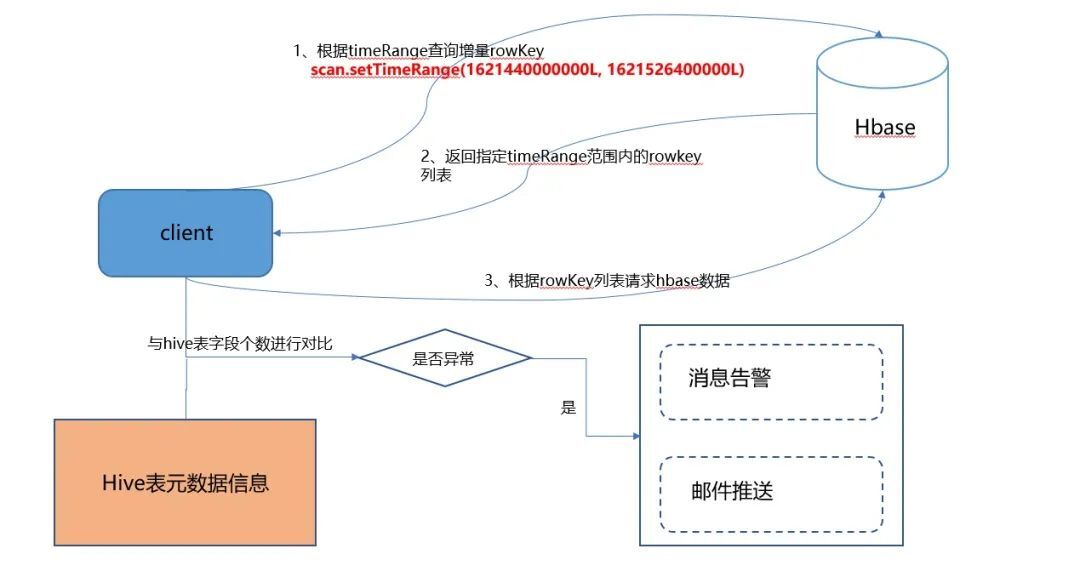 1、根据timeRange查询增量rowKey
scan.setTimeRange(1621440000000L, 1621526400000L)
Hbase
2、返回指定timeRange范围内的rowkey
列表
client
3、根据rowKey列表请求hbase数据
与hive表字段个数进行对比
是否异常
是
消息告警
邮件推送
Hive表元数据信息